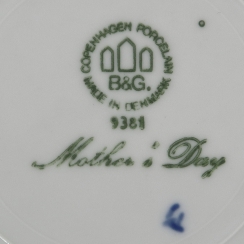 COPENHAGEN PORCELAIN
B&G.
MADE IN DENMARK
9381
Mother's Day